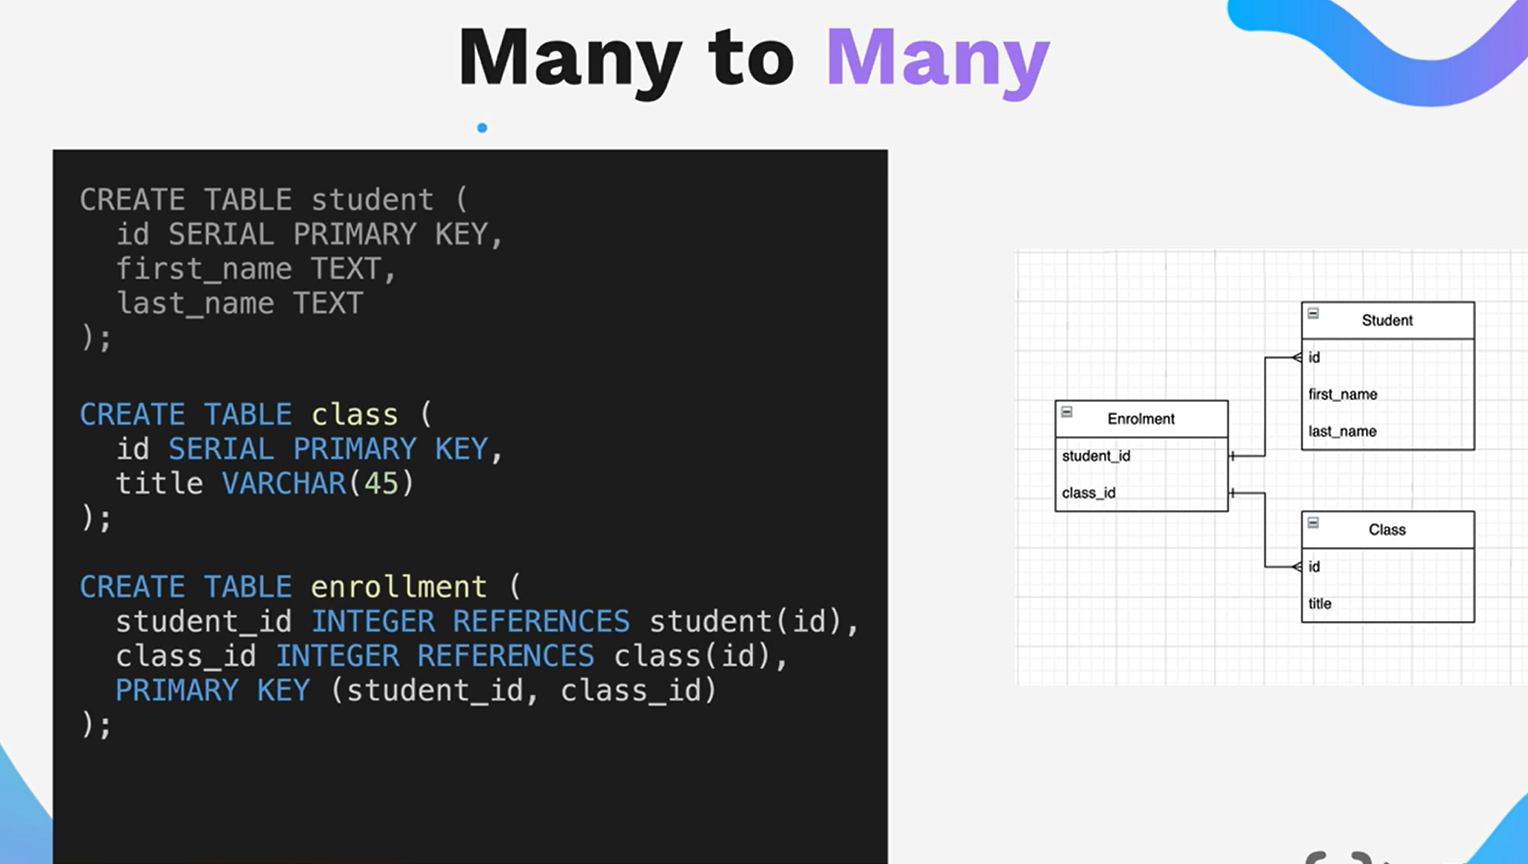 Many to Many
CREATE TABLE student (
  id SERIAL PRIMARY KEY,
  first_name TEXT,
  last_name TEXT
);
CREATE TABLE class (
  id SERIAL PRIMARY KEY,
  title VARCHAR(45)
);
CREATE TABLE enrollment (
  student_id INTEGER REFERENCES student(id),
  class_id INTEGER REFERENCES class(id),
  PRIMARY KEY (student_id, class_id)
);
Enrolment
student_id
class_id
Student
id
first_name
last_name
Class
id
title